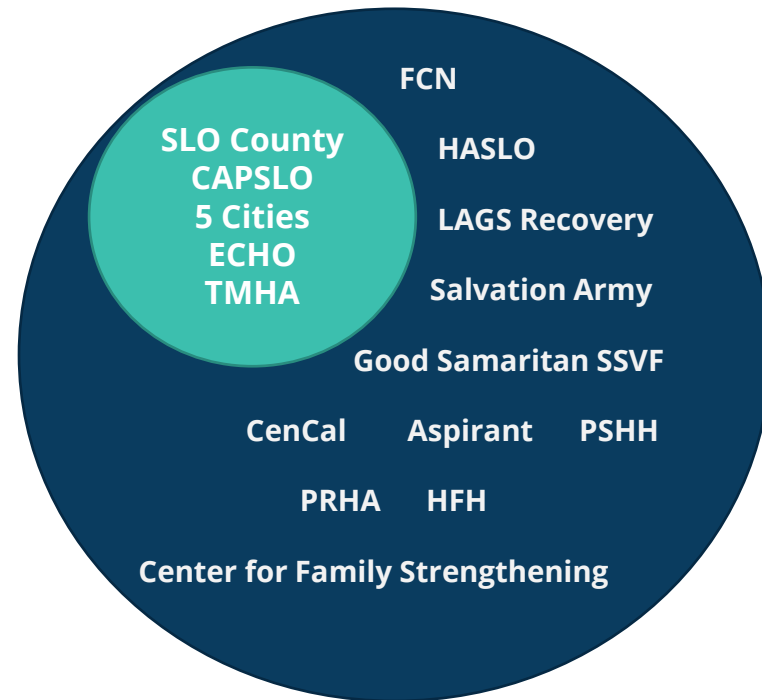 FCN
SLO County
CAPSLO
5 Cities
ECHO
TMHA
HASLO
LAGS Recovery
Salvation Army
Good Samaritan SSVF
CenCal Aspirant PSHH
PRHA HFH
Center for Family Strengthening